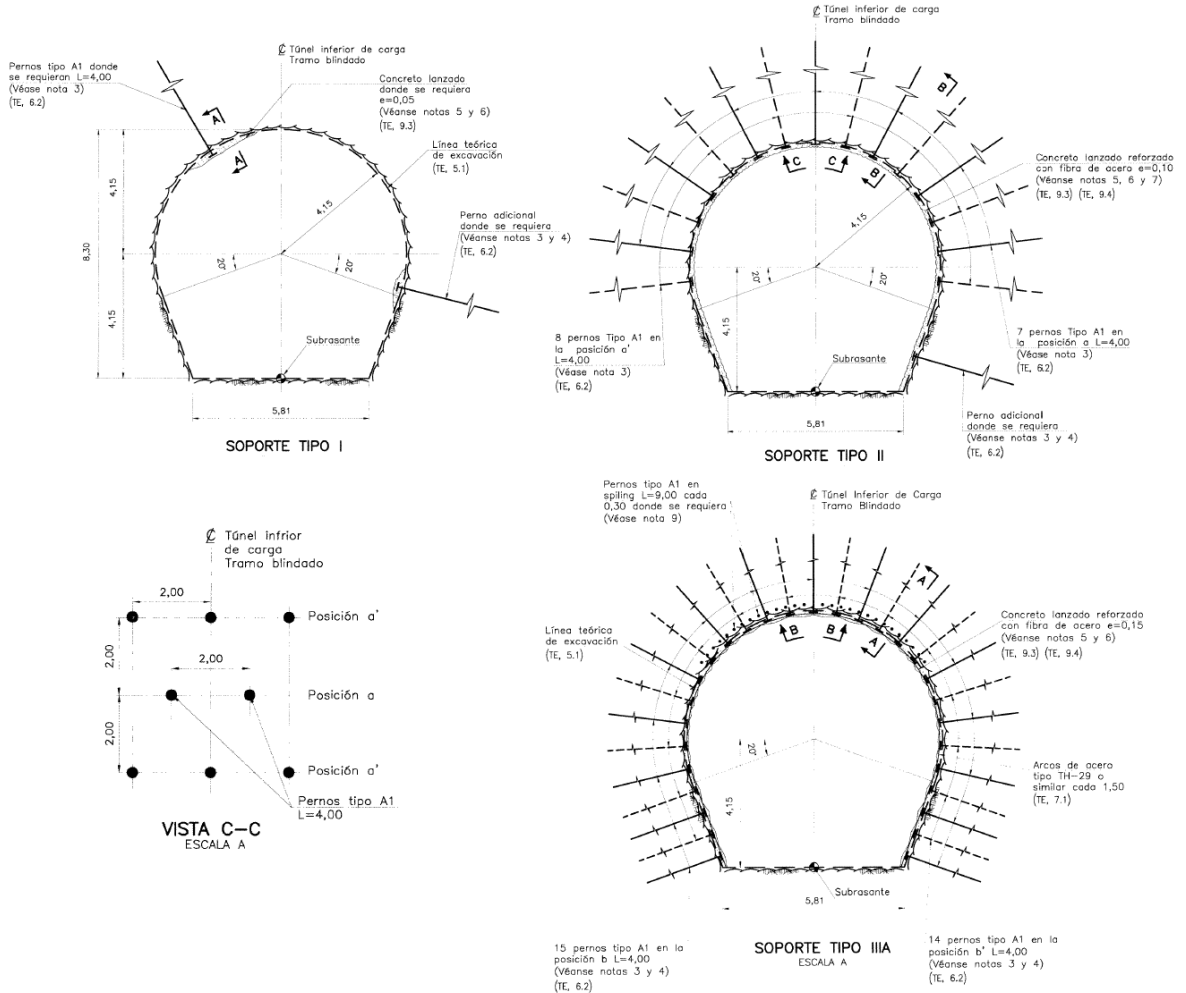 ₵ Túnel inferior de carga
Tramo blindado
Pernos tipo A1 donde
se requieran L=4,00
(Véase nota 3)
(TE, 6.2)
Concreto lanzado
donde se requiera
e=0,05
(Véanse notas 5 y 6)
(TE, 9.3)
A
A
Línea teórica
de excavación
(TE, 5.1)
4,15
8,30
4,15
4,15
20°
20°
Perno adicional
donde se requiera
(Véanse notas 3 y 4)
(TE, 6.2)
Subrasante
5,81
SOPORTE TIPO I
₵ Túnel inferior de carga
Tramo blindado
B
C
C
B
Concreto lanzado reforzado
con fibra de acero e=0,10
(Véanse notas 5, 6 y 7)
(TE, 9.3) (TE, 9.4)
4,15
20°
20°
4,15
8 pernos Tipo A1 en
la posición a'
L=4,00
(Véase nota 3)
(TE, 6.2)
7 pernos Tipo A1 en
la posición a L=4,00
(Véase nota 3)
(TE, 6.2)
Subrasante
5,81
Perno adicional
donde se requiera
(Véanse notas 3 y 4)
(TE, 6.2)
SOPORTE TIPO II
₵ Túnel infrior
de carga
Tramo blindado
2,00
Posición a'
2,00
2,00
Posición a
2,00
Posición a'
Pernos tipo A1
L=4,00
VISTA C-C
ESCALA A
Pernos tipo A1 en
spiling L=9,00 cada
0,30 donde se requiera
(Véase nota 9)
₵ Túnel Inferior de Carga
Tramo Blindado
A
B
B
A
Línea teórica
de excavación
(TE, 5.1)
Concreto lanzado reforzado
con fibra de acero e=0,15
(Véanse notas 5 y 6)
(TE, 9.3) (TE, 9.4)
20°
4,15
Arcos de acero
tipo TH-29 o
similar cada 1,50
(TE, 7.1)
Subrasante
5,81
15 pernos tipo A1 en la
posición b L=4,00
(Véanse notas 3 y 4)
(TE, 6.2)
SOPORTE TIPO IIIA
ESCALA A
14 pernos tipo A1 en la
posición b' L=4,00
(Véanse notas 3 y 4)
(TE, 6.2)